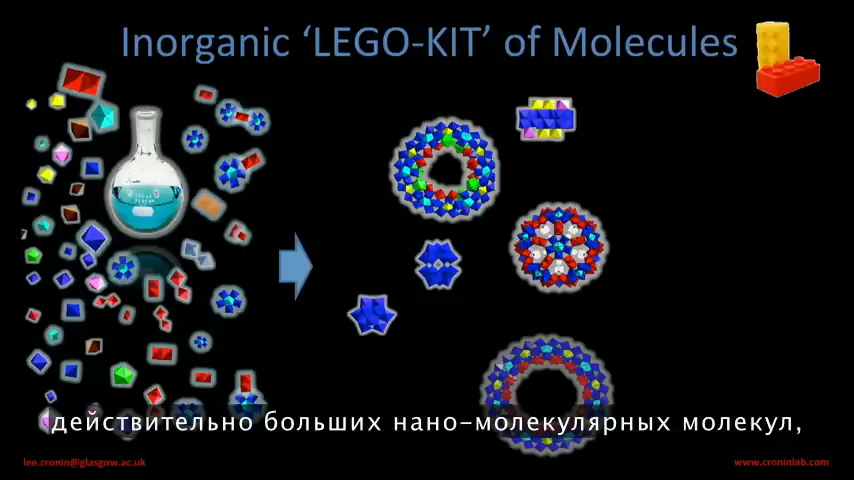 Inorganic ‘LEGO-KIT’ of Molecules
действительно больших нано-молекулярных молекул,
lee.cronin@glasgow.ac.uk
www.croninlab.com